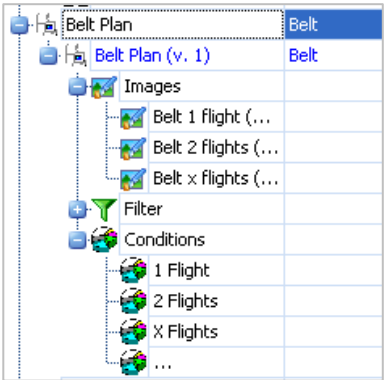 Belt Plan Belt
Belt Plan (v. 1) Belt
Images
Belt 1 flight (...
Belt 2 flights (...
Belt x flights (...
Filter
Conditions
1 Flight
2 Flights
X Flights
...